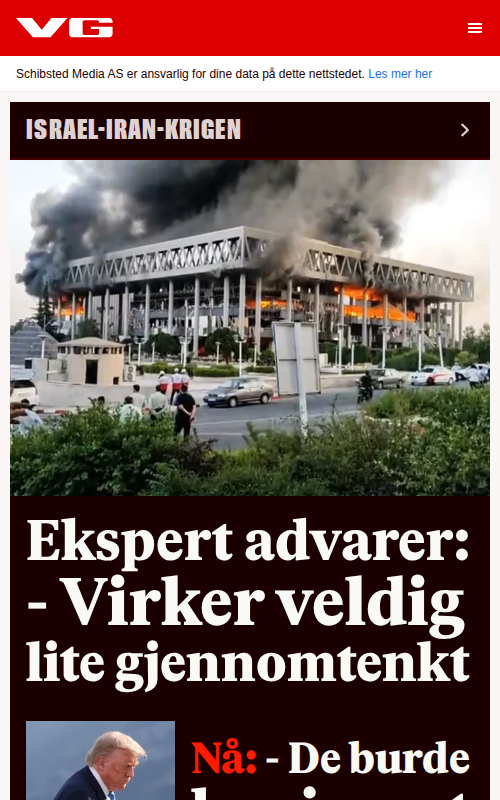 VG
Schibsted Media AS er ansvarlig for dine data på dette nettstedet. Les mer her
ISRAEL-IRAN-KRIGEN
Ekspert advarer:
- Virker veldig
lite gjennomtenkt
Nå: - De burde